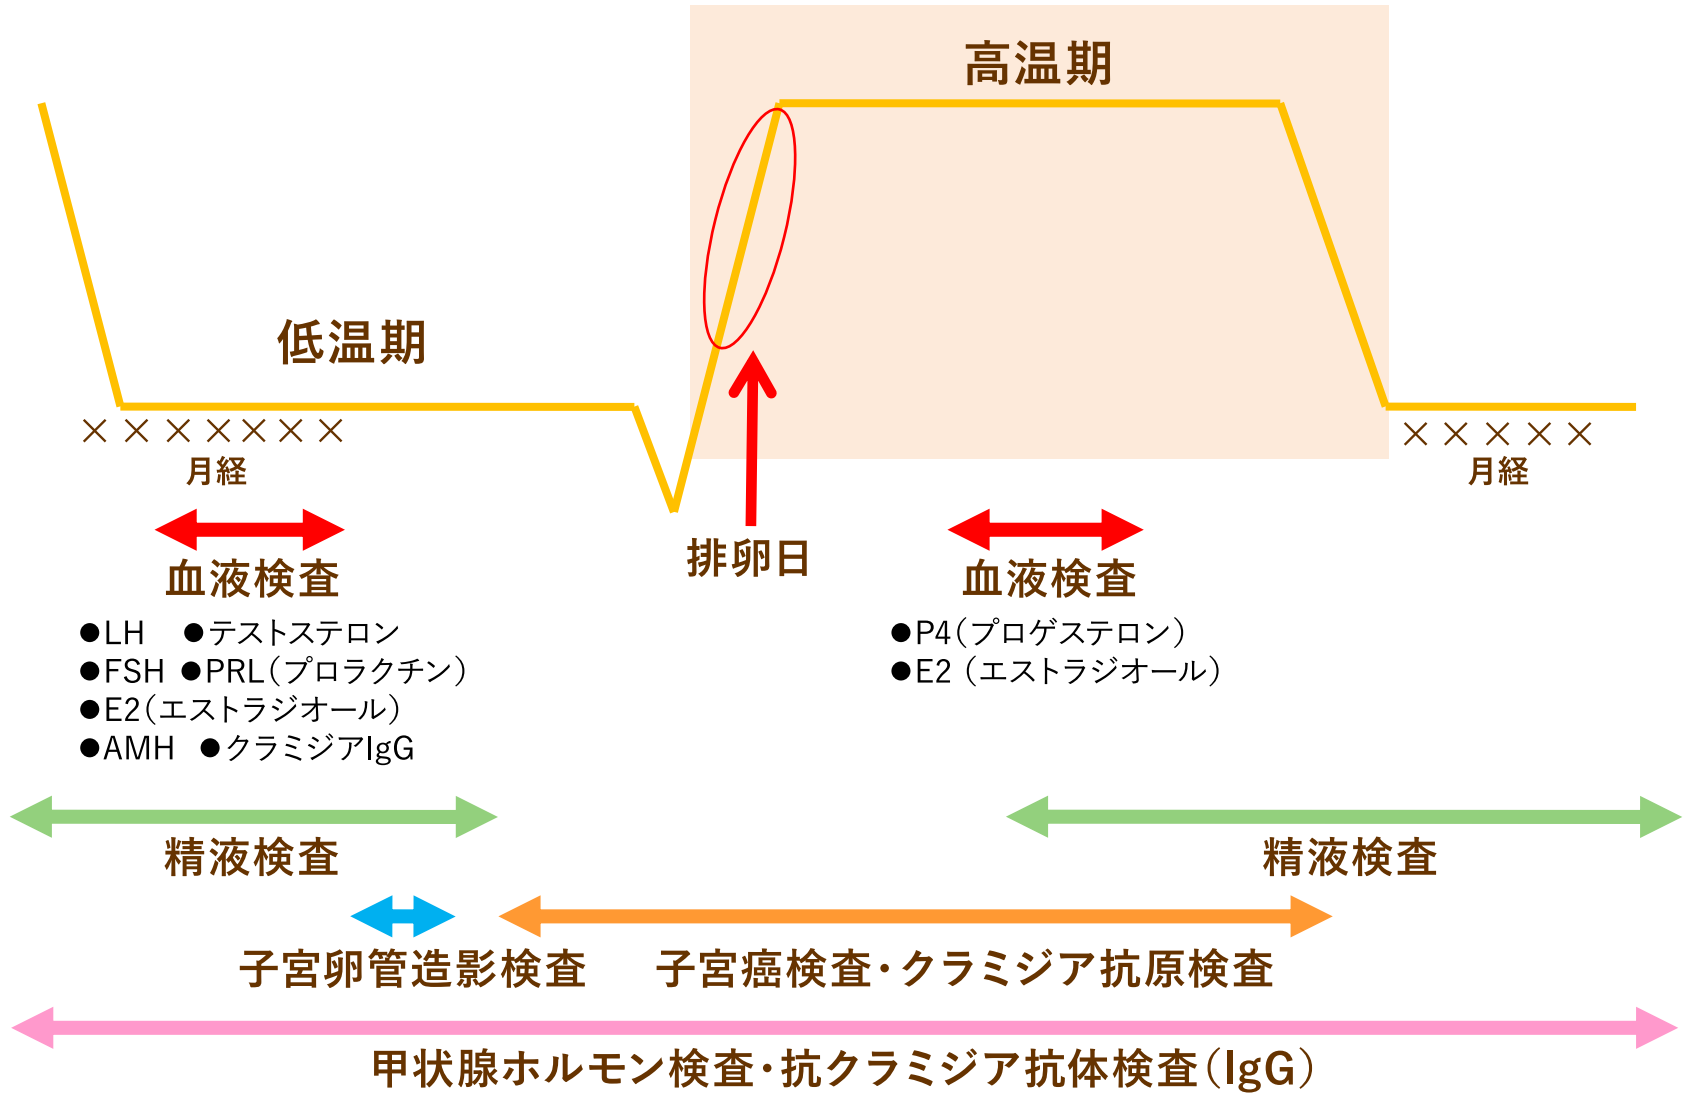 高温期
低温期
× × × × × × ×
月経
× × × × ×
月経
排卵日
血液検査
●LH ●テストステロン
●FSH ●PRL(プロラクチン)
●E2(エストラジオール)
●AMH ●クラミジアIgG
血液検査
●P4(プロゲステロン)
●E2 (エストラジオール)
精液検査
精液検査
子宮卵管造影検査
子宮癌検査・クラミジア抗原検査
甲状腺ホルモン検査・抗クラミジア抗体検査(IgG)